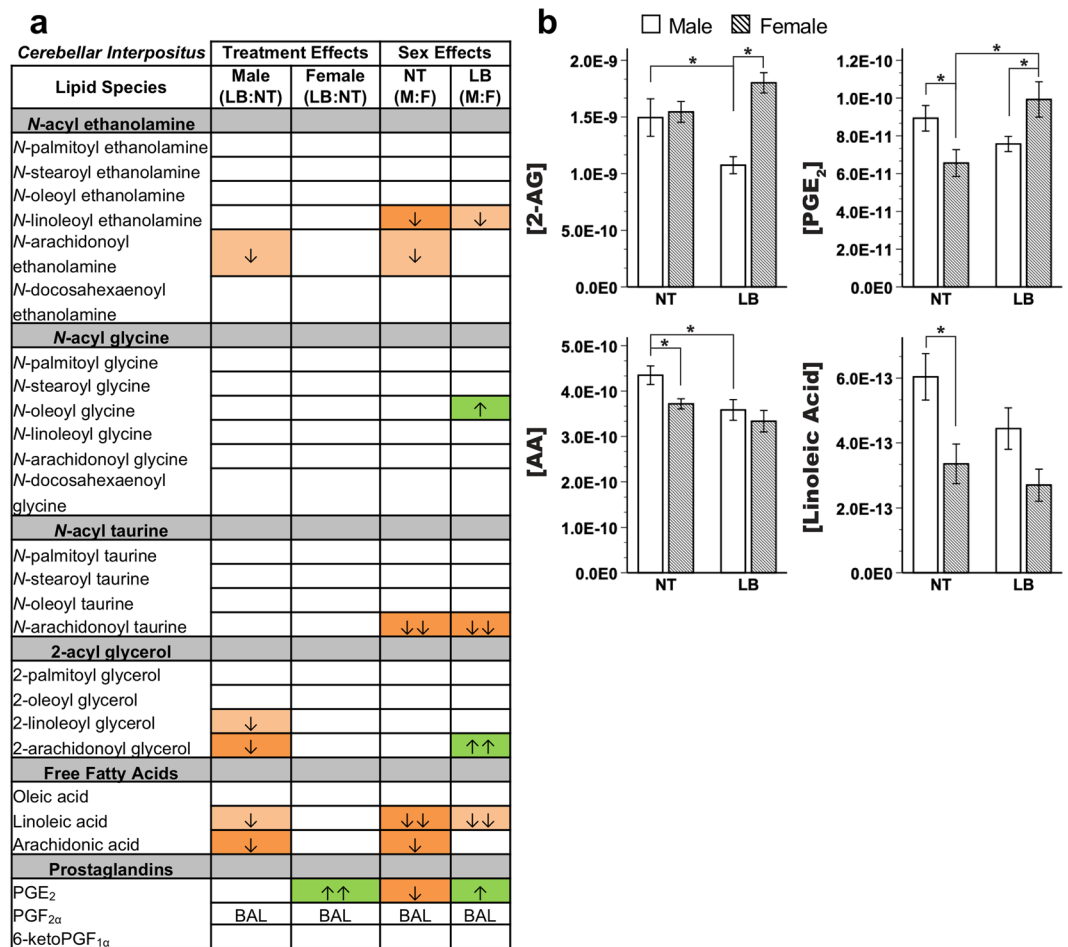 a
Cerebellar Interpositus Treatment Effects Sex Effects
Lipid Species Male (LB:NT) Female (LB:NT) NT (M:F) LB (M:F)
N-acyl ethanolamine
N-palmitoyl ethanolamine
N-stearoyl ethanolamine
N-oleoyl ethanolamine
N-linoleoyl ethanolamine ↓ ↓
N-arachidonoyl
ethanolamine ↓ ↓
N-docosahexaenoyl
ethanolamine
N-acyl glycine
N-palmitoyl glycine
N-stearoyl glycine
N-oleoyl glycine ↑
N-linoleoyl glycine
N-arachidonoyl glycine
N-docosahexaenoyl
glycine
N-acyl taurine
N-palmitoyl taurine
N-stearoyl taurine
N-oleoyl taurine
N-arachidonoyl taurine ↓↓ ↓↓
2-acyl glycerol
2-palmitoyl glycerol
2-oleoyl glycerol
2-linoleoyl glycerol ↓
2-arachidonoyl glycerol ↓ ↑↑
Free Fatty Acids
Oleic acid
Linoleic acid ↓ ↓↓ ↓↓
Arachidonic acid ↓ ↓
Prostaglandins
PGE₂ ↑↑ ↓ ↑
PGF₂α BAL BAL BAL BAL
6-ketoPGF₁α
b
Male Female
[2-AG]
2.0E-9
1.5E-9
1.0E-9
5.0E-10
0.0E0
* *
NT LB
[PGE₂]
1.2E-10
1.0E-10
8.0E-11
6.0E-11
4.0E-11
2.0E-11
0.0E0
* * *
NT LB
[AA]
5.0E-10
4.0E-10
3.0E-10
2.0E-10
1.0E-10
0.0E0
* *
NT LB
[Linoleic Acid]
6.0E-13
4.0E-13
2.0E-13
0.0E0
*
NT LB